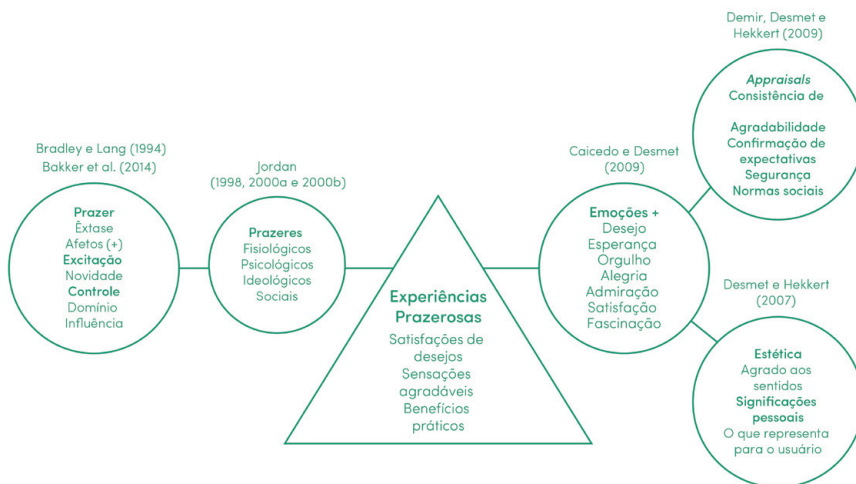 Bradley e Lang (1994)
Bakker et al. (2014)
Prazer
Êxtase
Afetos (+)
Excitação
Novidade
Controle
Domínio
Influência
Jordan
(1998, 2000a e 2000b)
Prazeres
Fisiológicos
Psicológicos
Ideológicos
Sociais
Experiências
Prazerosas
Satisfações de
desejos
Sensações
agradáveis
Benefícios
práticos
Caicedo e Desmet
(2009)
Emoções +
Desejo
Esperança
Orgulho
Alegria
Admiração
Satisfação
Fascinação
Demir, Desmet e
Hekkert (2009)
Appraisals
Consistência de
Agradabilidade
Confirmação de
expectativas
Segurança
Normas sociais
Desmet e Hekkert
(2007)
Estética
Agrado aos
sentidos
Significações
pessoais
O que representa
para o usuário